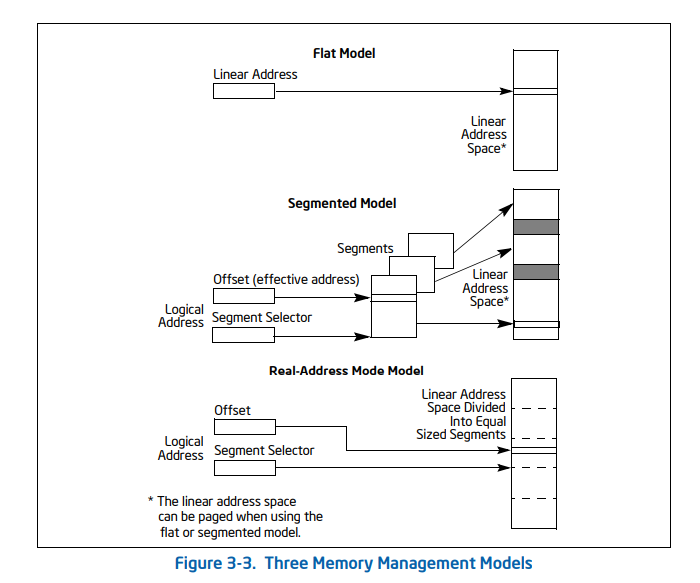 Flat Model
Linear Address
Linear
Address
Space*
Segmented Model
Segments
Offset (effective address)
Logical
Address
Segment Selector
Linear
Address
Space*
Real-Address Mode Model
Offset
Logical
Address
Segment Selector
Linear Address
Space Divided
Into Equal
Sized Segments
* The linear address space
can be paged when using the
flat or segmented model.
Figure 3-3. Three Memory Management Models